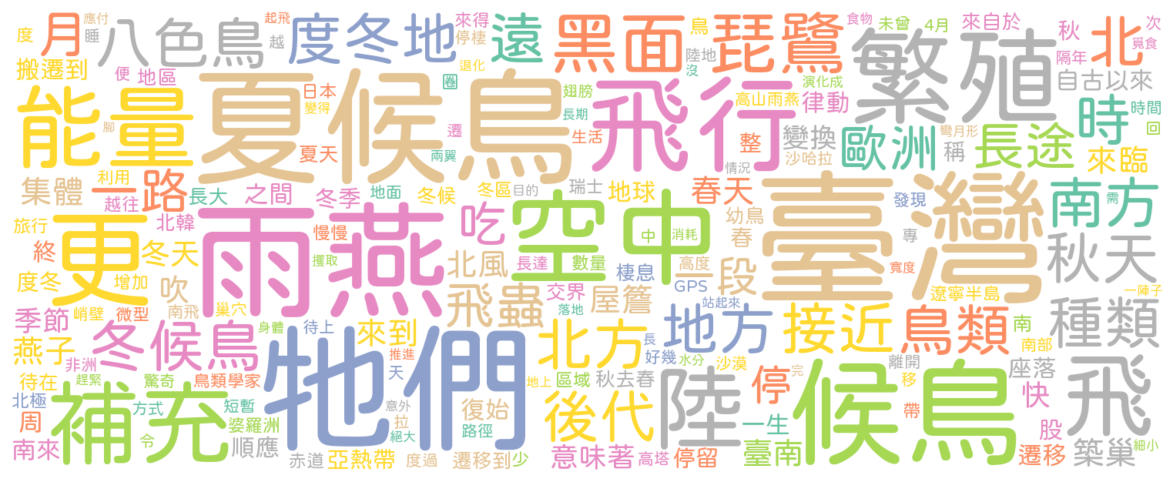 度 應付 起飛 來得 鳥 未曾 4月 來自於 秋 次
月 睡 八色鳥 越 度冬地 停棲 遠 黑面琵鷺 繁殖 北 隔年 覓食
搬遷到 便 地區 退化 陸地 沒 食物 演化成 自古以來
能量 夏候鳥 日本 變得 圈 翅膀 長期 飛行 高山雨燕 律動 時 時間
腳 夏天 遷 兩翼 生活 整 變換 沙哈拉 歐洲 稱 彎月形 長途 回 來臨
集體 利用 一路 長大 之間 冬季 地面 冬候 冬區 目的 瑞士 地球 情況 春天 臺灣 發現 南方 需
旅行 更 越往 北韓 雨燕 慢慢 吃 空中 中 消耗 幼鳥 春 專 秋天
終 冬天 攫取 北風 長達 數量 棲息 高度 一段 寬度
度冬 增加 吹 南飛 巢穴 飛蟲 交界 屋簷 GPS 站起來 遼寧半島 一陣子
季節 峭壁 微型 冬候鳥 身體 待上 來到 落地 北方 長 地方 接近 鳥類 南 種類
燕子 非洲 牠們 推進 天 好幾 水分 沙漠 南部 離開 座落
待在 趕緊 驚奇 鳥類學家 地上 區域 秋去春 完 移 快 飛
北極 補充 方式 短暫 意外 復始 後代 陸 停 候鳥 帶
周 令 婆羅洲 拉 絕大 路徑 一生 股
南來 順應 赤道 亞熱帶 度過 遷移到 少 意味著 高塔 停留 臺南 遷移 築巢 細小